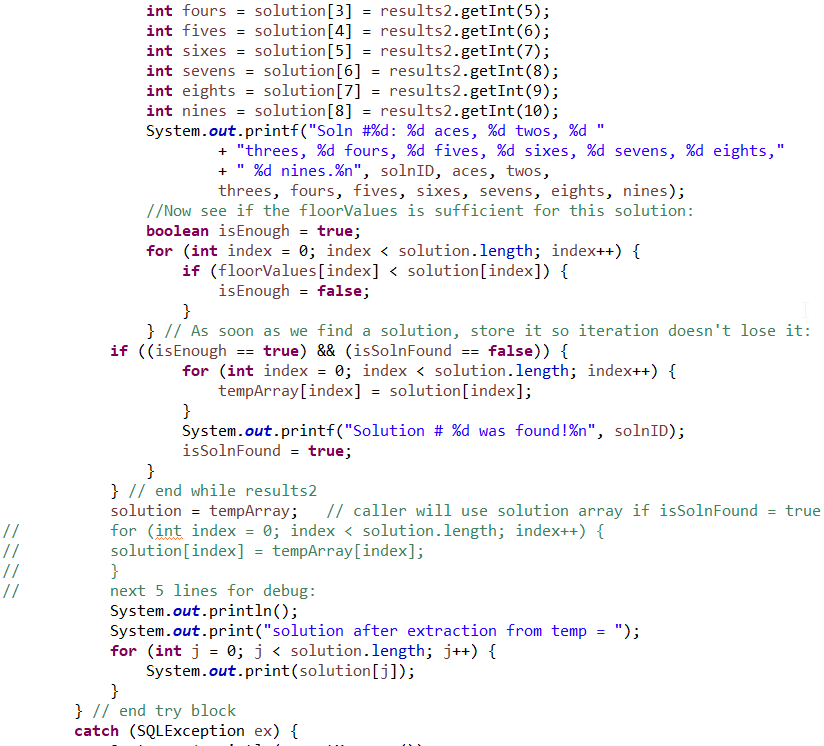 int fours = solution[3] = results2.getInt(5);
int fives = solution[4] = results2.getInt(6);
int sixes = solution[5] = results2.getInt(7);
int sevens = solution[6] = results2.getInt(8);
int eights = solution[7] = results2.getInt(9);
int nines = solution[8] = results2.getInt(10);
System.out.printf("Soln #%d: %d aces, %d twos, %d "
+ "threes, %d fours, %d fives, %d sixes, %d sevens, %d eights,"
+ " %d nines.%n", solnID, aces, twos,
threes, fours, fives, sixes, sevens, eights, nines);
//Now see if the floorValues is sufficient for this solution:
boolean isEnough = true;
for (int index = 0; index < solution.length; index++) {
if (floorValues[index] < solution[index]) {
isEnough = false;
}
} // As soon as we find a solution, store it so iteration doesn't lose it:
if ((isEnough == true) && (isSolnFound == false)) {
for (int index = 0; index < solution.length; index++) {
tempArray[index] = solution[index];
}
System.out.printf("Solution # %d was found!%n", solnID);
isSolnFound = true;
}
} // end while results2
solution = tempArray;   // caller will use solution array if isSolnFound = true
// for (int index = 0; index < solution.length; index++) {
// solution[index] = tempArray[index];
// }
// next 5 lines for debug:
System.out.println();
System.out.print("solution after extraction from temp = ");
for (int j = 0; j < solution.length; j++) {
System.out.print(solution[j]);
}
} // end try block
catch (SQLException ex) {